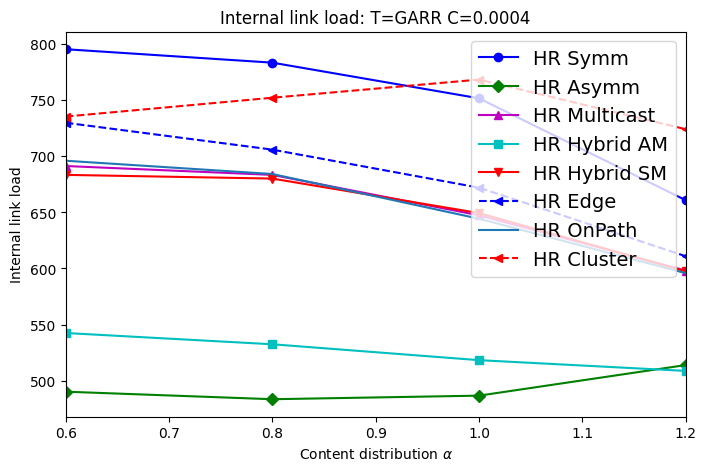 Internal link load: T=GARR C=0.0004
Internal link load
800
750
700
650
600
550
500
HR Symm
HR Asymm
HR Multicast
HR Hybrid AM
HR Hybrid SM
HR Edge
HR OnPath
HR Cluster
0.6 0.7 0.8 0.9 1.0 1.1 1.2
Content distribution α